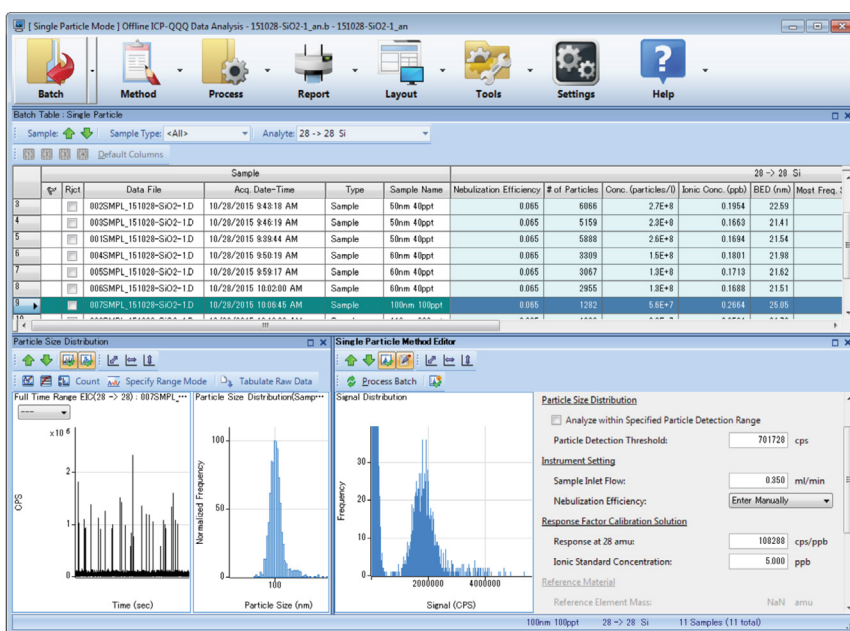 [ Single Particle Mode ] Offline ICP-QQQ Data Analysis - 151028-SiO2-1_an.b - 151028-SiO2-1_an
Batch Method Process Report Layout Tools Settings Help
Batch Table : Single Particle
Sample: Sample Type: <All> Analyte: 28 -> 28 Si
Default Columns
Sample 28 -> 28 Si
Rjct Data File Acq. Date-Time Type Sample Name Nebulization Efficiency # of Particles Conc. (particles/l) Ionic Conc. (ppb) BED (nm) Most Freq.
3 002SMPL_151028-SiO2-1.D 10/28/2015 9:43:18 AM Sample 50nm 40ppt 0.065 6066 2.7E+8 0.1954 22.59
4 003SMPL_151028-SiO2-1.D 10/28/2015 9:46:19 AM Sample 50nm 40ppt 0.065 5159 2.3E+8 0.1663 21.41
5 001SMPL_151028-SiO2-1.D 10/28/2015 9:39:44 AM Sample 50nm 40ppt 0.065 5888 2.6E+8 0.1694 21.54
6 004SMPL_151028-SiO2-1.D 10/28/2015 9:50:19 AM Sample 60nm 40ppt 0.065 3309 1.5E+8 0.1801 21.98
7 005SMPL_151028-SiO2-1.D 10/28/2015 9:59:17 AM Sample 60nm 40ppt 0.065 3067 1.3E+8 0.1713 21.62
8 006SMPL_151028-SiO2-1.D 10/28/2015 10:02:00 AM Sample 60nm 40ppt 0.065 2955 1.3E+8 0.1688 21.51
9 007SMPL_151028-SiO2-1.D 10/28/2015 10:06:45 AM Sample 100nm 100ppt 0.065 1282 5.6E+7 0.2664 25.05
Particle Size Distribution Single Particle Method Editor
Count Specify Range Mode Tabulate Raw Data Process Batch
Full Time Range EIC(28 -> 28) : 007SMPL_··· Particle Size Distribution(Samp··· Signal Distribution
---
x10 6
2
1
0
CPS
Time (sec)
100
50
0
Normalized Frequency
100
Particle Size (nm)
30
20
10
0
Frequency
2000000 4000000
Signal (CPS)
Particle Size Distribution
Analyze within Specified Particle Detection Range
Particle Detection Threshold: 701728 cps
Instrument Setting
Sample Inlet Flow: 0.350 ml/min
Nebulization Efficiency: Enter Manually
Response Factor Calibration Solution
Response at 28 amu: 108288 cps/ppb
Ionic Standard Concentration: 5.000 ppb
Reference Material
Reference Element Mass: NaN amu
100nm 100ppt 28 -> 28 Si 11 Samples (11 total)